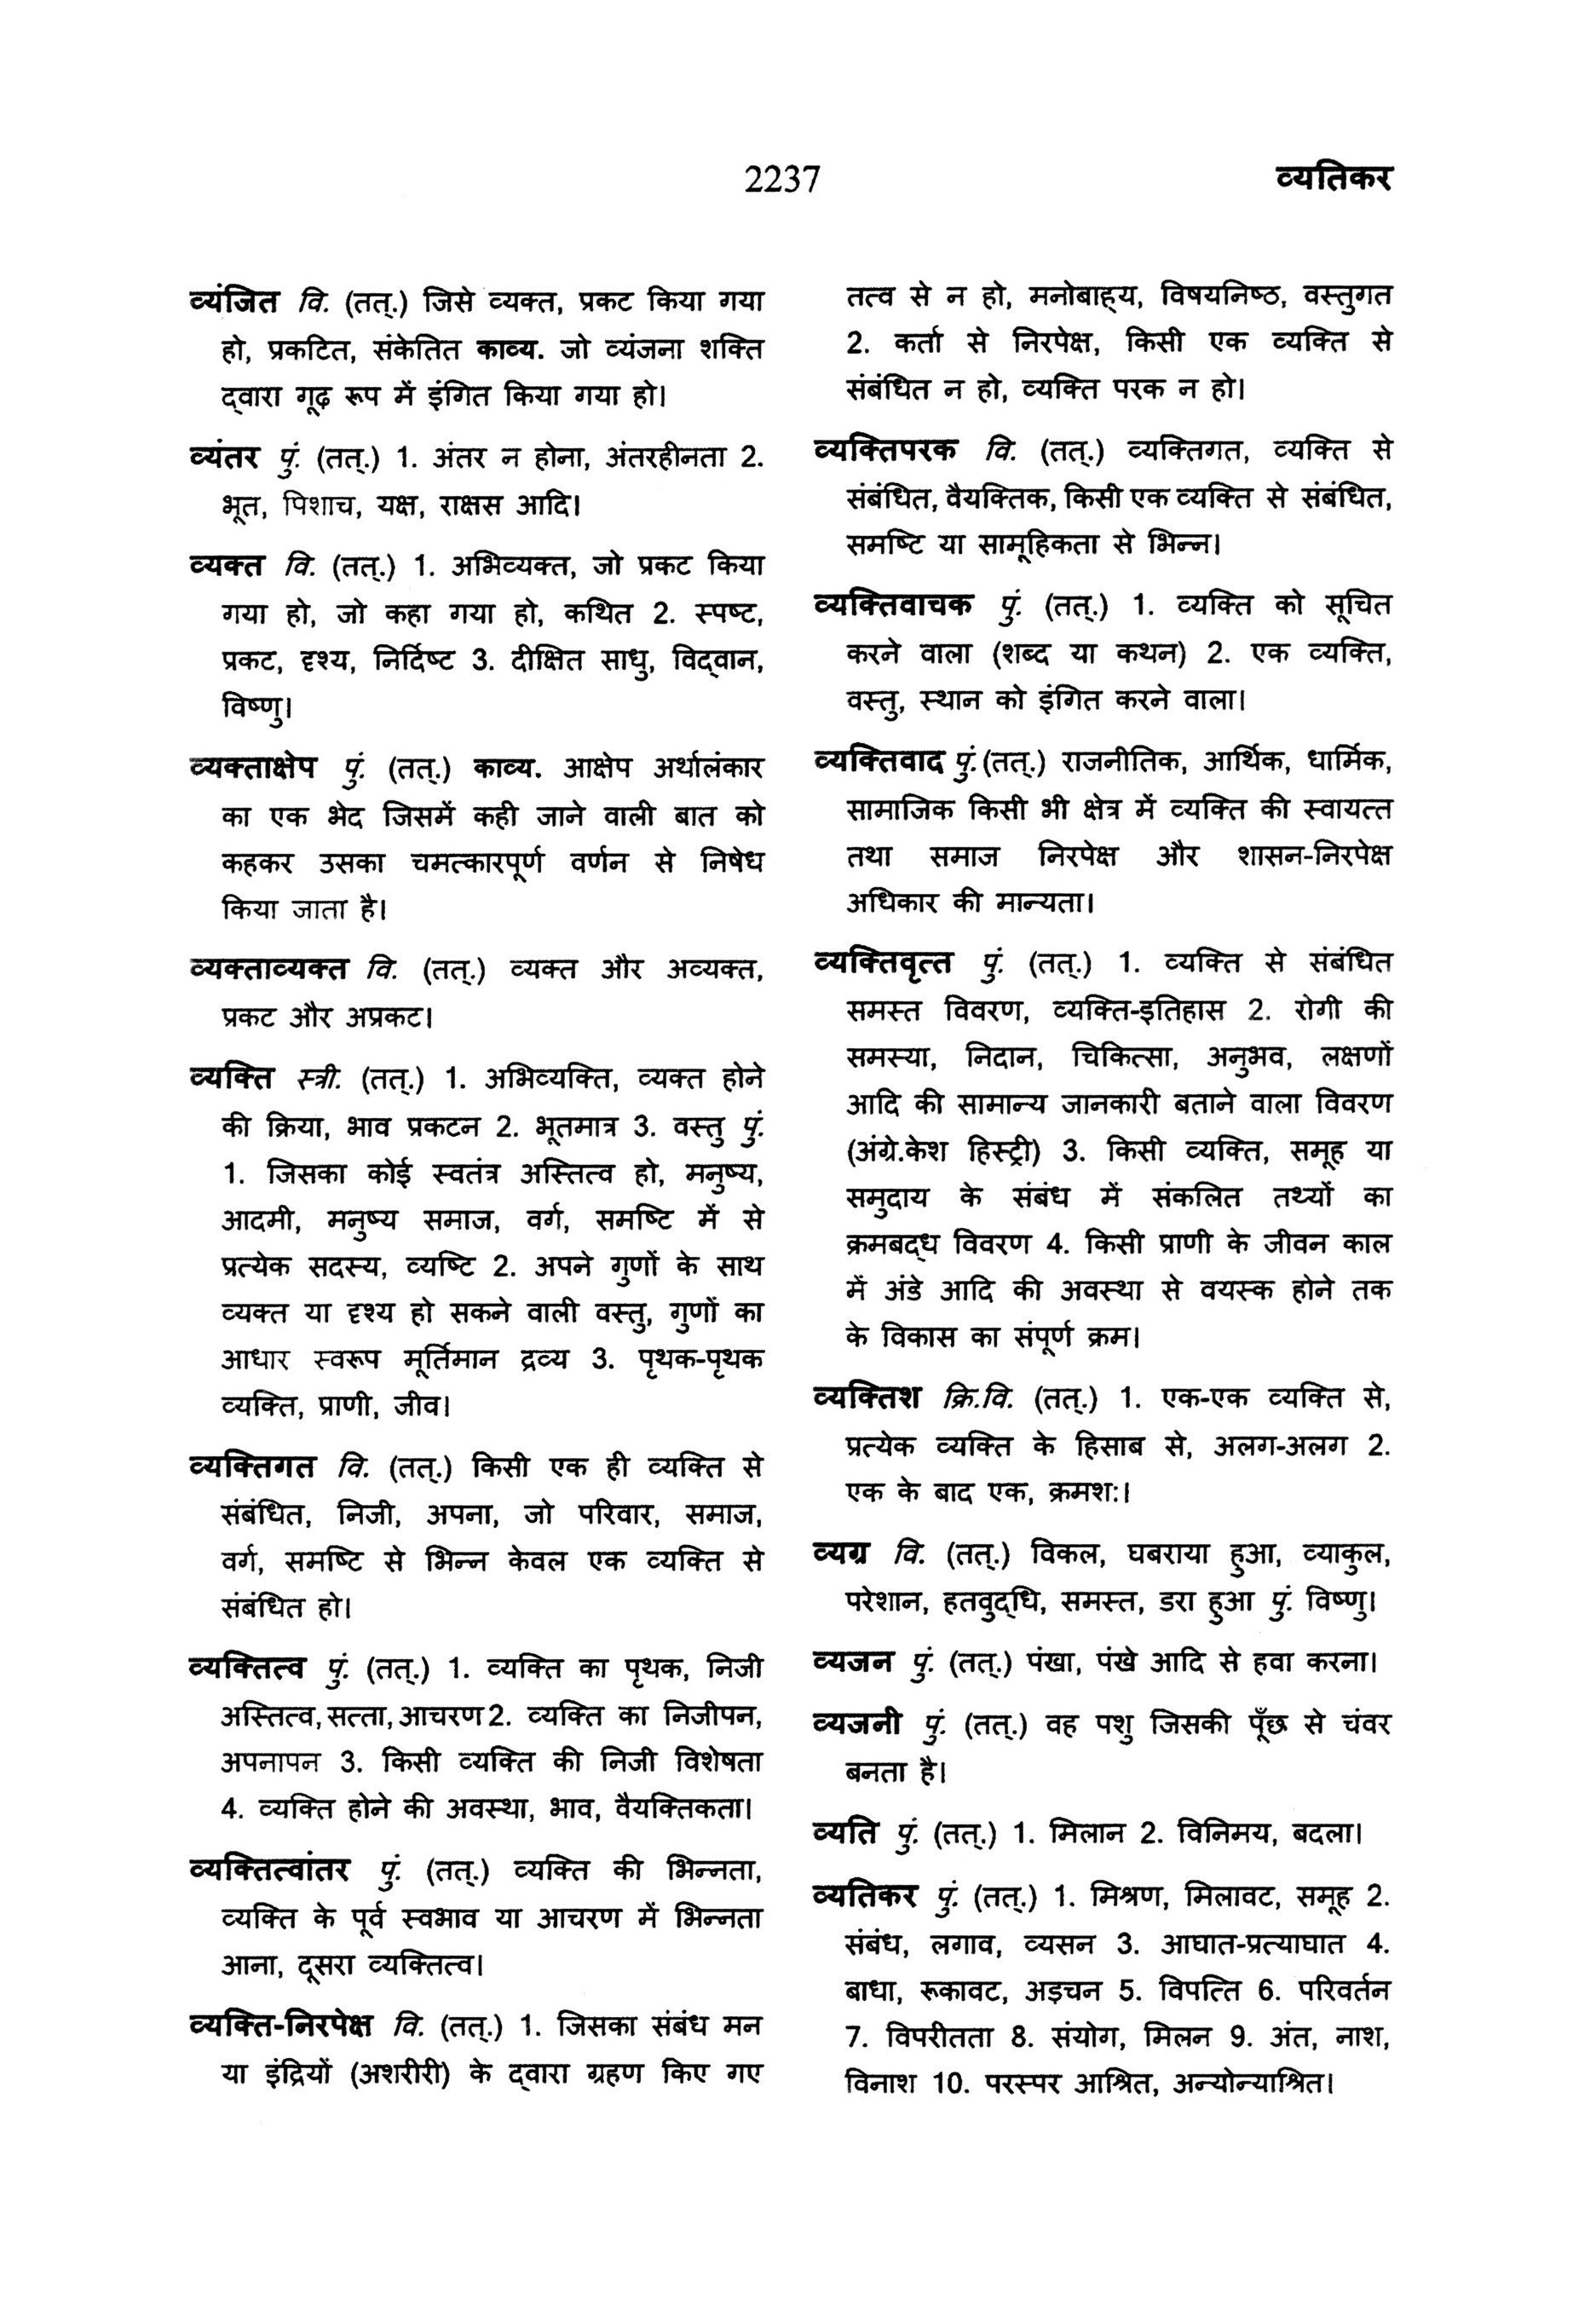 2237
व्यतिकर
व्यंजित वि. (तत्.) जिसे व्यक्त, प्रकट किया गया
हो, प्रकटित, संकेतित काव्य. जो व्यंजना शक्ति
द्वारा गूढ़ रूप में इंगित किया गया हो।
व्यंतर पुं. (तत्.) 1. अंतर न होना, अंतरहीनता 2.
भूत, पिशाच, यक्ष, राक्षस आदि।
व्यक्त वि. (तत्.) 1. अभिव्यक्त, जो प्रकट किया
गया हो, जो कहा गया हो, कथित 2. स्पष्ट,
प्रकट, दृश्य, निर्दिष्ट 3. दीक्षित साधु, विद्वान,
विष्णु।
व्यक्ताक्षेप पुं. (तत्.) काव्य. आक्षेप अर्थालंकार
का एक भेद जिसमें कही जाने वाली बात को
कहकर उसका चमत्कारपूर्ण वर्णन से निषेध
किया जाता है।
व्यक्ताव्यक्त वि. (तत्.) व्यक्त और अव्यक्त,
प्रकट और अप्रकट।
व्यक्ति स्त्री. (तत्.) 1. अभिव्यक्ति, व्यक्त होने
की क्रिया, भाव प्रकटन 2. भूतमात्र 3. वस्तु पुं.
1. जिसका कोई स्वतंत्र अस्तित्व हो, मनुष्य,
आदमी, मनुष्य समाज, वर्ग, समष्टि में से
प्रत्येक सदस्य, व्यष्टि 2. अपने गुणों के साथ
व्यक्त या दृश्य हो सकने वाली वस्तु, गुणों का
आधार स्वरूप मूर्तिमान द्रव्य 3. पृथक-पृथक
व्यक्ति, प्राणी, जीव।
व्यक्तिगत वि. (तत्.) किसी एक ही व्यक्ति से
संबंधित, निजी, अपना, जो परिवार, समाज,
वर्ग, समष्टि से भिन्न केवल एक व्यक्ति से
संबंधित हो।
व्यक्तित्व पुं. (तत्.) 1. व्यक्ति का पृथक, निजी
अस्तित्व, सत्ता, आचरण 2. व्यक्ति का निजीपन,
अपनापन 3. किसी व्यक्ति की निजी विशेषता
4. व्यक्ति होने की अवस्था, भाव, वैयक्तिकता।
व्यक्तित्वांतर पुं. (तत्.) व्यक्ति की भिन्नता,
व्यक्ति के पूर्व स्वभाव या आचरण में भिन्नता
आना, दूसरा व्यक्तित्व।
व्यक्ति-निरपेक्ष वि. (तत्.) 1. जिसका संबंध मन
या इंद्रियों (अशरीरी) के द्वारा ग्रहण किए गए
तत्व से न हो, मनोबाह्य, विषयनिष्ठ, वस्तुगत
2. कर्ता से निरपेक्ष, किसी एक व्यक्ति से
संबंधित न हो, व्यक्ति परक न हो।
व्यक्तिपरक वि. (तत्.) व्यक्तिगत, व्यक्ति से
संबंधित, वैयक्तिक, किसी एक व्यक्ति से संबंधित,
समष्टि या सामूहिकता से भिन्न।
व्यक्तिवाचक पुं. (तत्.) 1. व्यक्ति को सूचित
करने वाला (शब्द या कथन) 2. एक व्यक्ति,
वस्तु, स्थान को इंगित करने वाला।
व्यक्तिवाद पुं. (तत्.) राजनीतिक, आर्थिक, धार्मिक,
सामाजिक किसी भी क्षेत्र में व्यक्ति की स्वायत्त
तथा समाज निरपेक्ष और शासन-निरपेक्ष
अधिकार की मान्यता।
व्यक्तिवृत्त पुं. (तत्.) 1. व्यक्ति से संबंधित
समस्त विवरण, व्यक्ति-इतिहास 2. रोगी की
समस्या, निदान, चिकित्सा, अनुभव, लक्षणों
आदि की सामान्य जानकारी बताने वाला विवरण
(अंग्रे.केश हिस्ट्री) 3. किसी व्यक्ति, समूह या
समुदाय के संबंध में संकलित तथ्यों का
क्रमबद्ध विवरण 4. किसी प्राणी के जीवन काल
में अंडे आदि की अवस्था से वयस्क होने तक
के विकास का संपूर्ण क्रम।
व्यक्तिश क्रि.वि. (तत्.) 1. एक-एक व्यक्ति से,
प्रत्येक व्यक्ति के हिसाब से, अलग-अलग 2.
एक के बाद एक, क्रमश:।
व्यग्र वि. (तत्.) विकल, घबराया हुआ, व्याकुल,
परेशान, हतवुद्धि, समस्त, डरा हुआ पुं. विष्णु।
व्यजन पुं. (तत्.) पंखा, पंखे आदि से हवा करना।
व्यजनी पुं. (तत्.) वह पशु जिसकी पूँछ से चंवर
बनता है।
व्यति पुं. (तत्.) 1. मिलान 2. विनिमय, बदला।
व्यतिकर पुं. (तत्.) 1. मिश्रण, मिलावट, समूह 2.
संबंध, लगाव, व्यसन 3. आघात-प्रत्याघात 4.
बाधा, रूकावट, अड़चन 5. विपत्ति 6. परिवर्तन
7. विपरीतता 8. संयोग, मिलन 9. अंत, नाश,
विनाश 10. परस्पर आश्रित, अन्योन्याश्रित।